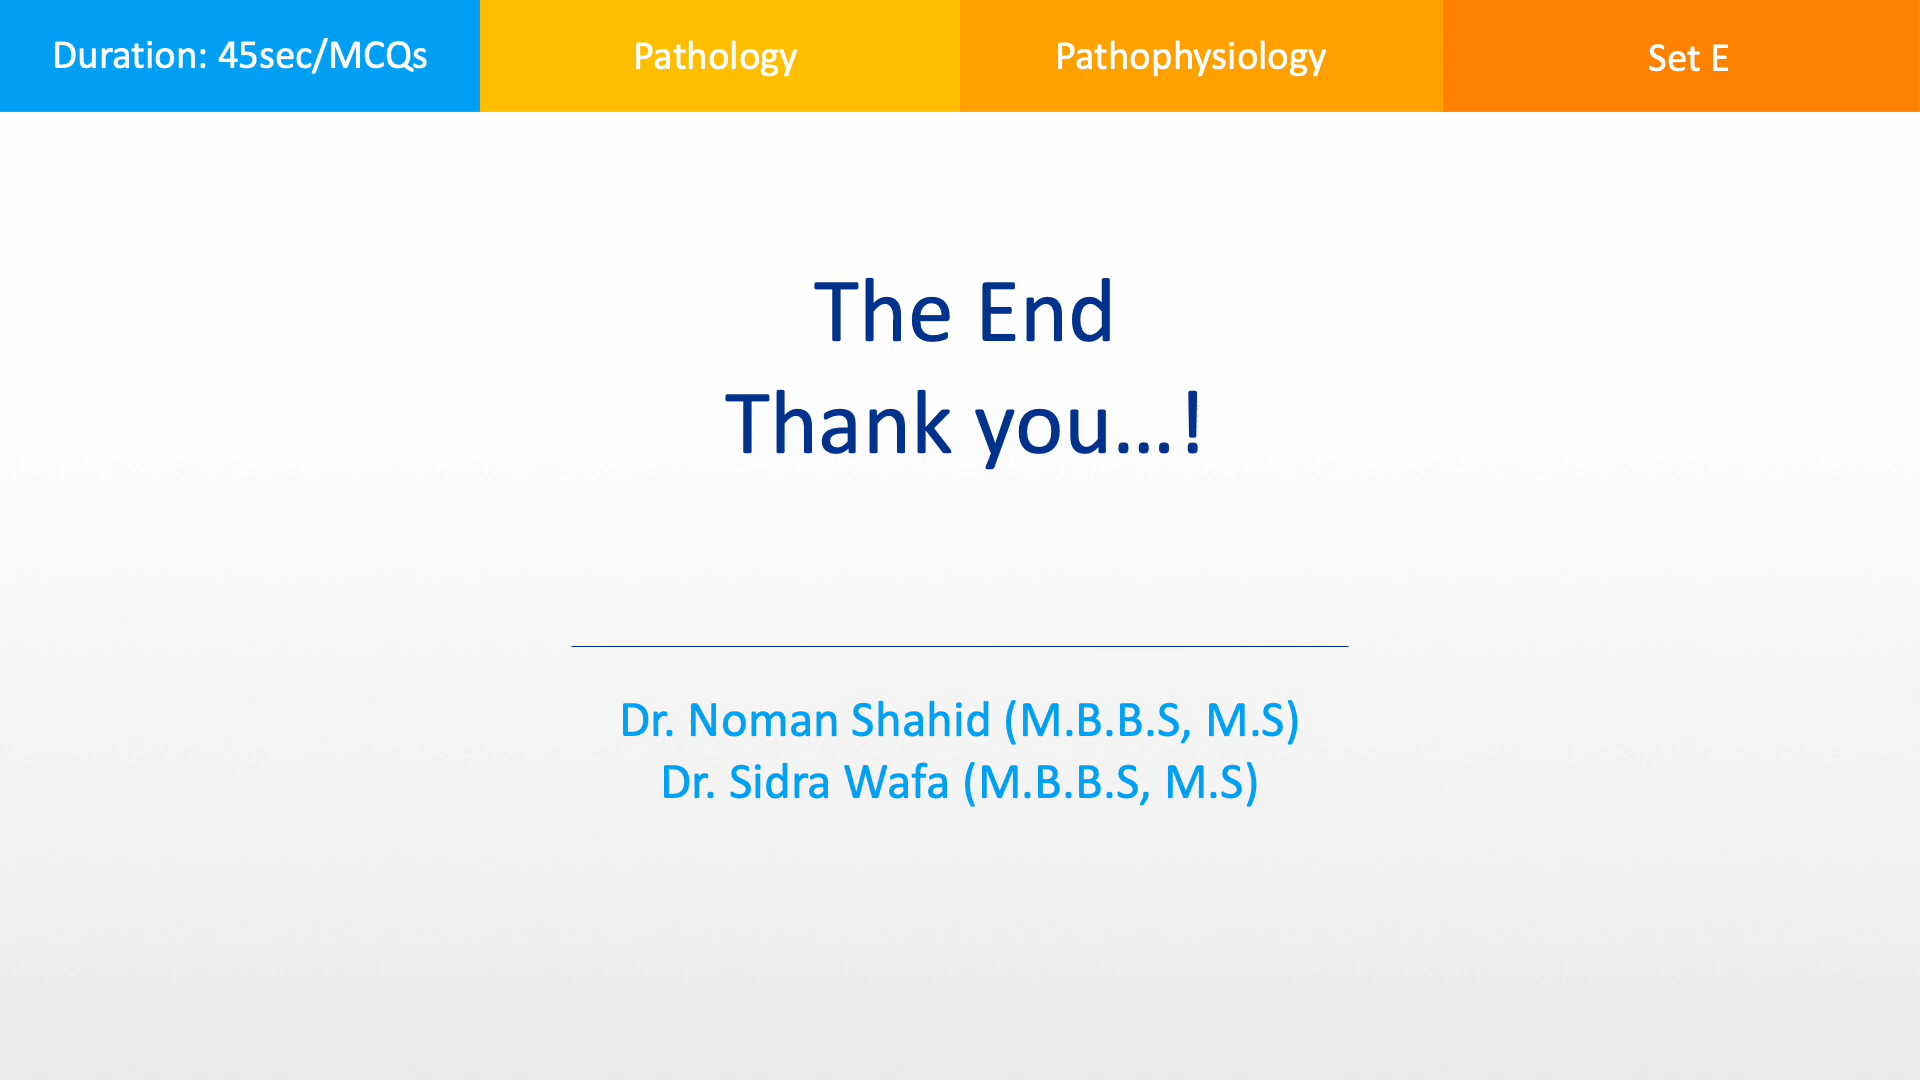 Duration: 45sec/MCQs
Pathology
Pathophysiology
Set E
The End
Thank you...!
Dr. Noman Shahid (M.B.B.S, M.S)
Dr. Sidra Wafa (M.B.B.S, M.S)